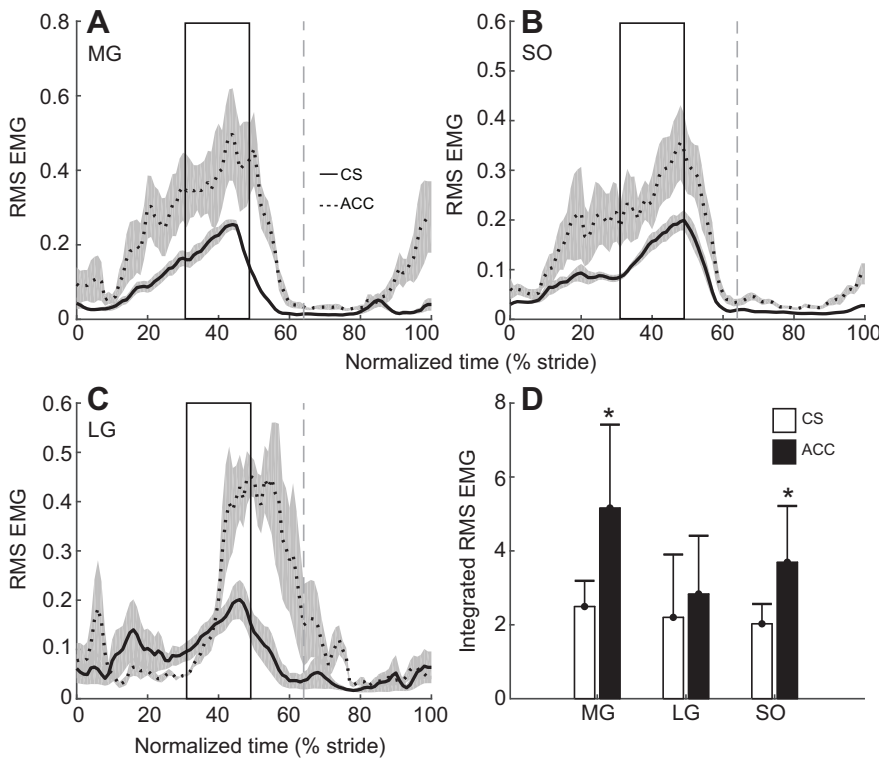 A
MG
0.8
0.6
0.4
0.2
0
RMS EMG
0 20 40 60 80 100
CS
ACC
B
SO
0.6
0.5
0.4
0.3
0.2
0.1
0
RMS EMG
0 20 40 60 80 100
Normalized time (% stride)
C
LG
0.6
0.5
0.4
0.3
0.2
0.1
0
RMS EMG
0 20 40 60 80 100
Normalized time (% stride)
D
8
6
4
2
0
Integrated RMS EMG
CS
ACC
*
*
MG LG SO